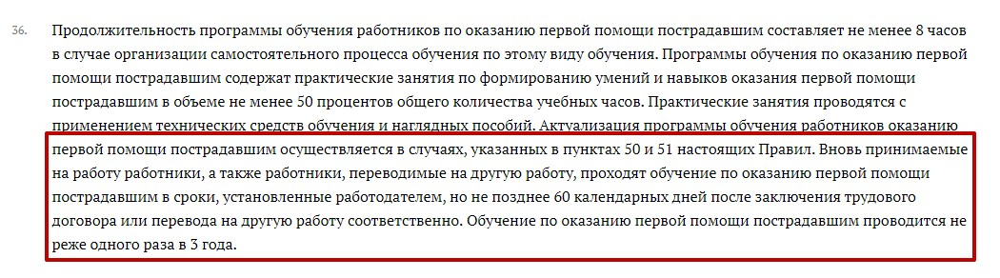 36. Продолжительность программы обучения работников по оказанию первой помощи пострадавшим составляет не менее 8 часов
в случае организации самостоятельного процесса обучения по этому виду обучения. Программы обучения по оказанию первой
помощи пострадавшим содержат практические занятия по формированию умений и навыков оказания первой помощи
пострадавшим в объеме не менее 50 процентов общего количества учебных часов. Практические занятия проводятся с
применением технических средств обучения и наглядных пособий. Актуализация программы обучения работников оказанию
первой помощи пострадавшим осуществляется в случаях, указанных в пунктах 50 и 51 настоящих Правил. Вновь принимаемые
на работу работники, а также работники, переводимые на другую работу, проходят обучение по оказанию первой помощи
пострадавшим в сроки, установленные работодателем, но не позднее 60 календарных дней после заключения трудового
договора или перевода на другую работу соответственно. Обучение по оказанию первой помощи пострадавшим проводится не
реже одного раза в 3 года.